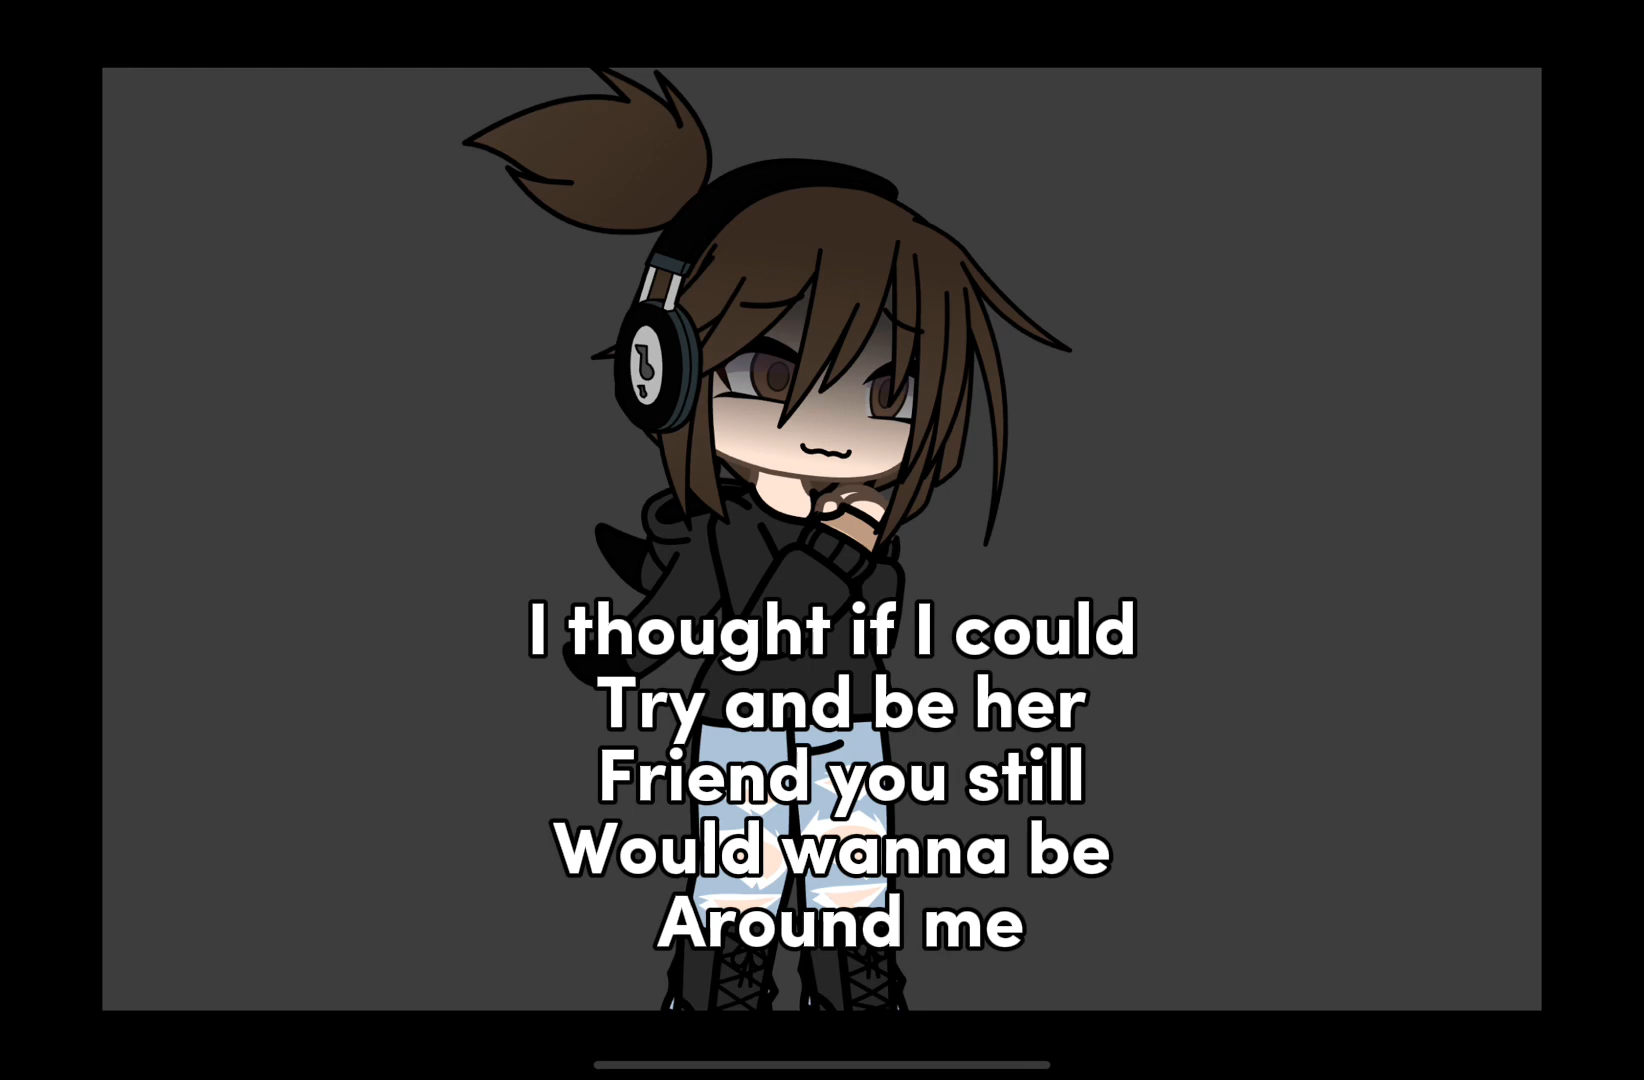 I thought if I could
Try and be her
Friend you still
Would wanna be
Around me